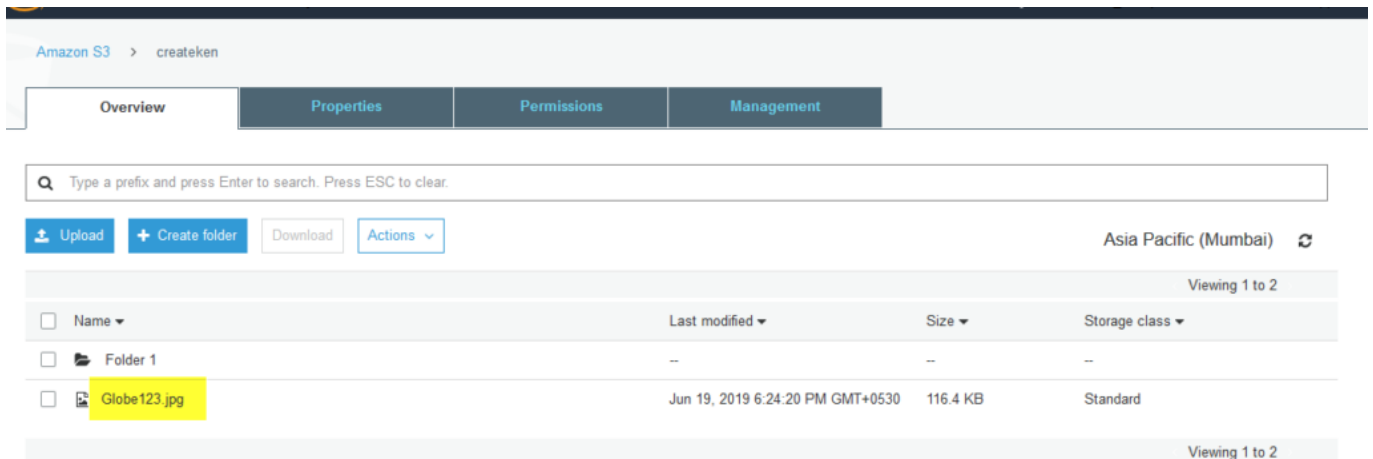 Amazon S3 > createken
Overview Properties Permissions Management
Type a prefix and press Enter to search. Press ESC to clear.
Upload + Create folder Download Actions
Asia Pacific (Mumbai)
Viewing 1 to 2
Name Last modified Size Storage class
Folder 1 -- -- --
Globe123.jpg Jun 19, 2019 6:24:20 PM GMT+0530 116.4 KB Standard
Viewing 1 to 2